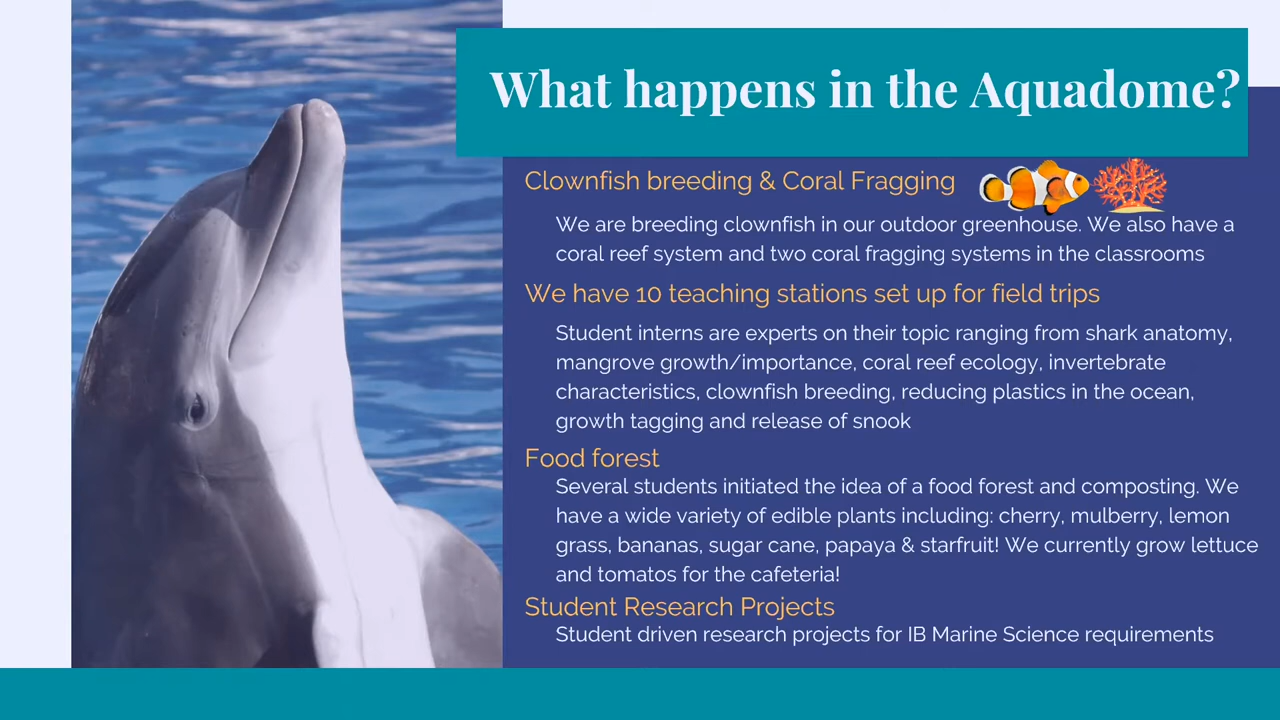 What happens in the Aquadome?
Clownfish breeding & Coral Fragging
We are breeding clownfish in our outdoor greenhouse. We also have a
coral reef system and two coral fragging systems in the classrooms
We have 10 teaching stations set up for field trips
Student interns are experts on their topic ranging from shark anatomy,
mangrove growth/importance, coral reef ecology, invertebrate
characteristics, clownfish breeding, reducing plastics in the ocean,
growth tagging and release of snook
Food forest
Several students initiated the idea of a food forest and composting. We
have a wide variety of edible plants including: cherry, mulberry, lemon
grass, bananas, sugar cane, papaya & starfruit! We currently grow lettuce
and tomatos for the cafeteria!
Student Research Projects
Student driven research projects for IB Marine Science requirements